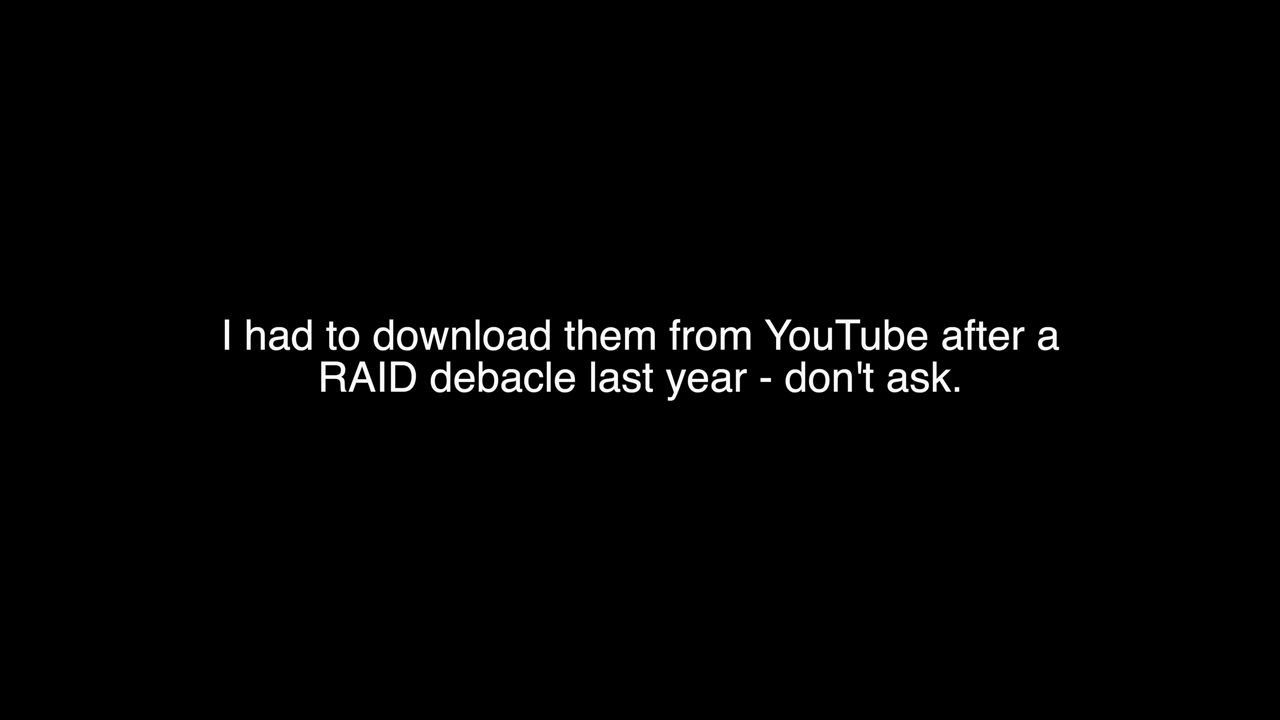 I had to download them from YouTube after a
RAID debacle last year - don't ask.